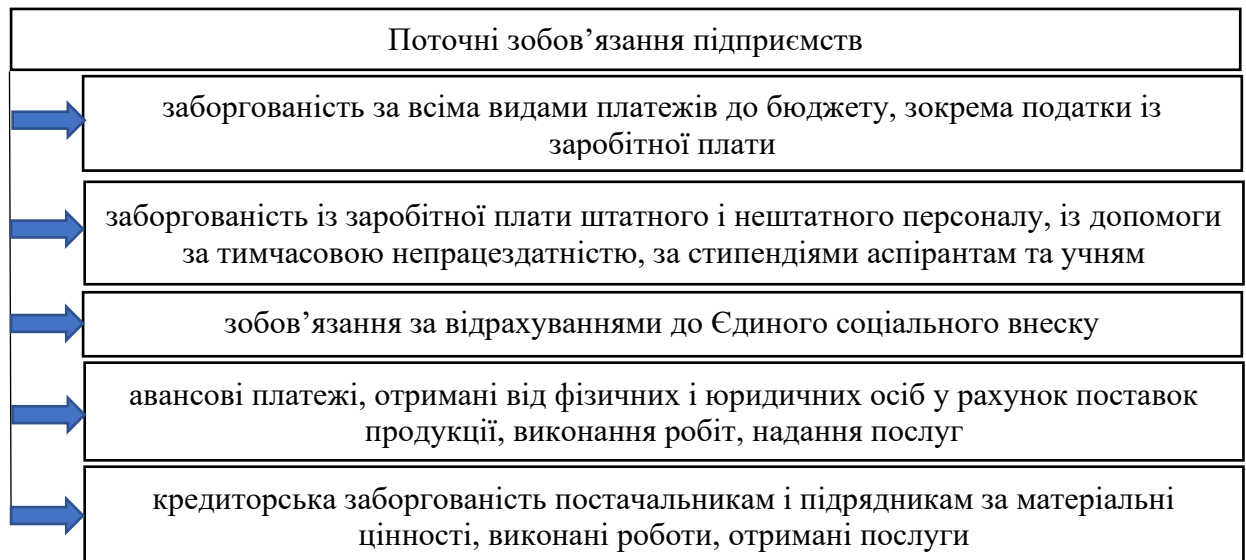 Поточні зобов’язання підприємств
заборгованість за всіма видами платежів до бюджету, зокрема податки із
заробітної плати
заборгованість із заробітної плати штатного і нештатного персоналу, із допомоги
за тимчасовою непрацездатністю, за стипендіями аспірантам та учням
зобов’язання за відрахуваннями до Єдиного соціального внеску
авансові платежі, отримані від фізичних і юридичних осіб у рахунок поставок
продукції, виконання робіт, надання послуг
кредиторська заборгованість постачальникам і підрядникам за матеріальні
цінності, виконані роботи, отримані послуги